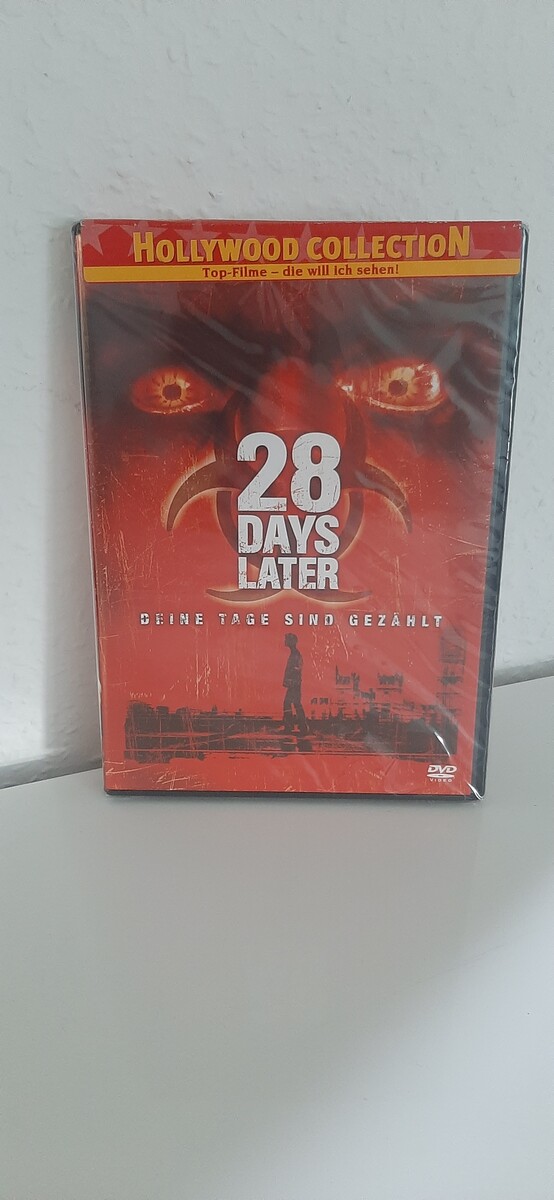 HOLLYWOOD COLLECTION
Top-Filme – die will ich sehen!
28
DAYS
LATER
DEINE TAGE SIND GEZÄHLT
DVD
VIDEO